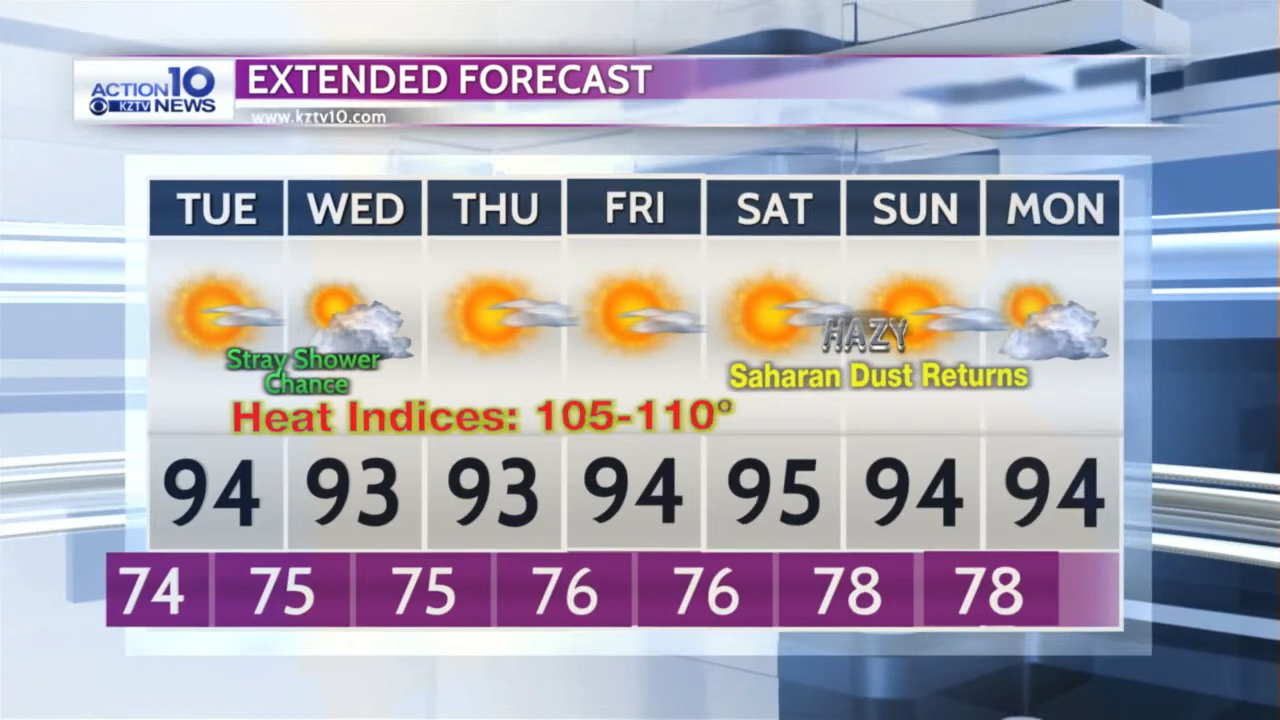 ACTION 10
KZTV NEWS
EXTENDED FORECAST
www.kztv10.com
TUE WED THU FRI SAT SUN MON
HAZY
Stray Shower
Chance
Saharan Dust Returns
Heat Indices: 105-110°
94 93 93 94 95 94 94
74 75 75 76 76 78 78